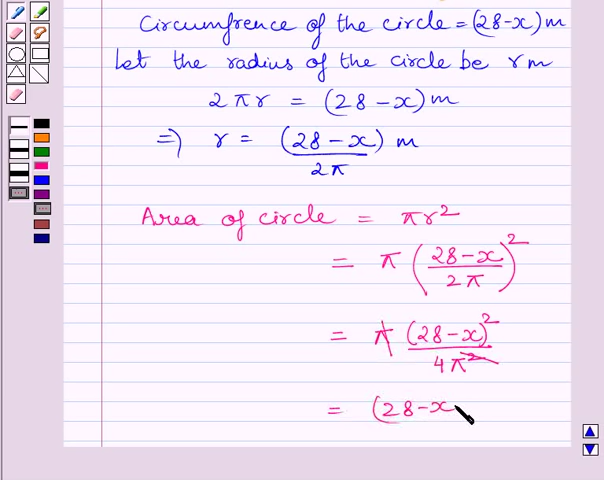 Circumfrence of the circle = (28-x) m
Let the radius of the circle be r m
2πr = (28-x) m
⇒ r = (28-x)/2π m
Area of circle = πr²
= π ((28-x)/2π)²
= π (28-x)²/4π²
= (28-x